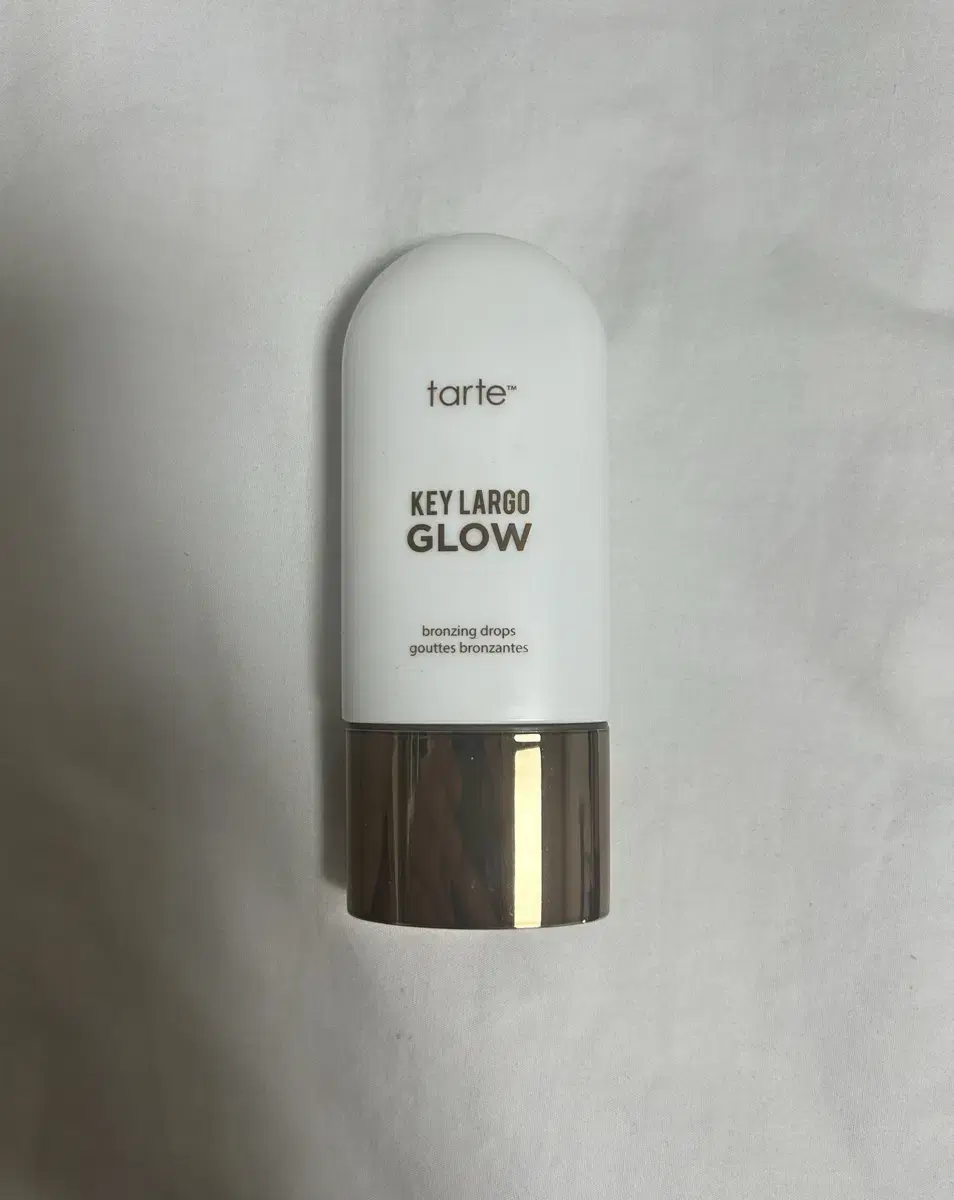 tarte™
KEY LARGO
GLOW
bronzing drops
gouttes bronzantes